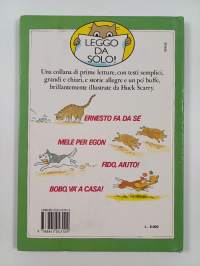 LEGGO
DA
SOLO!
Una collana di prime letture, con testi semplici,
grandi e chiari, e storie allegre e un po' buffe,
brillantemente illustrate da Huck Scarry.
ERNESTO FA DA SÉ
MELE PER EGON
FIDO, AIUTO!
BOBO, VA A CASA!